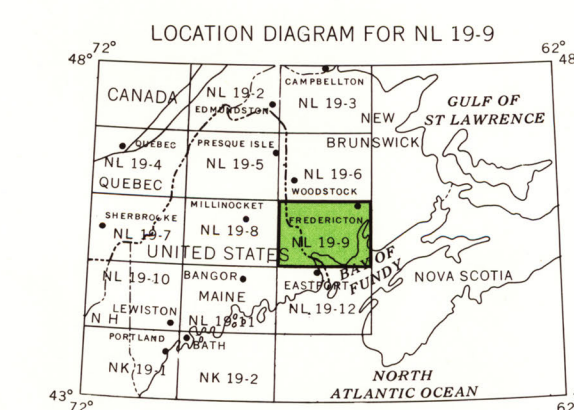 LOCATION DIAGRAM FOR NL 19-9
72°
48°
62°
48
CANADA
NL 19-2
EDMUNDSTON
CAMPBELLTON
NL 19-3
NEW
BRUNSWICK
GULF OF
ST LAWRENCE
QUEBEC
NL 19-4
QUEBEC
PRESQUE ISLE
NL 19-5
NL 19-6
WOODSTOCK
SHERBROOKE
NL 19-7
MILLINOCKET
NL 19-8
FREDERICTON
NL 19-9
UNITED STATES
BAY OF
FUNDY
NOVA SCOTIA
NL 19-10
BANGOR
MAINE
EASTPORT
NL 19-12
LEWISTON
N H
NL 19-11
PORTLAND
BATH
NK 19-1
NK 19-2
NORTH
ATLANTIC OCEAN
43°
72°
62